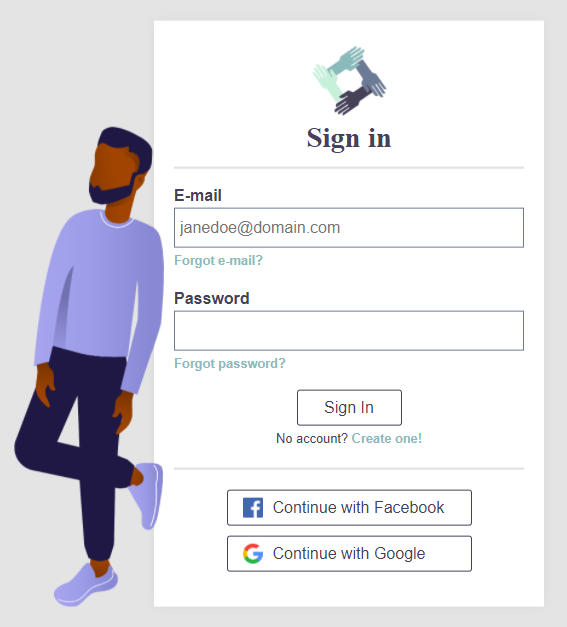 Sign in
E-mail
janedoe@domain.com
Forgot e-mail?
Password
Forgot password?
Sign In
No account? Create one!
Continue with Facebook
Continue with Google